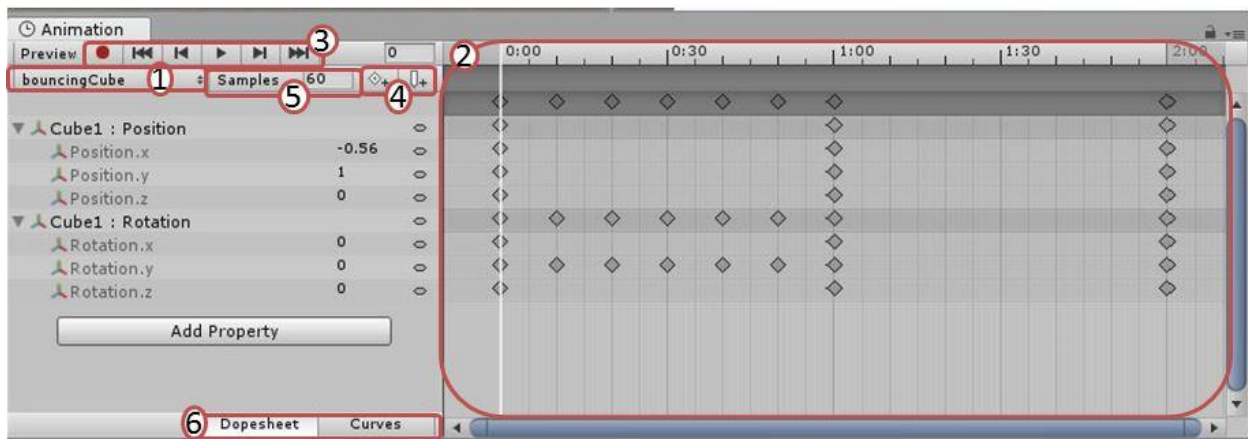 Animation
Preview 3 0 2 0:00 0:30 1:00 1:30 2:00
bouncingCube 1 Samples 60 5 4
Cube1 : Position
Position.x -0.56
Position.y 1
Position.z 0
Cube1 : Rotation
Rotation.x 0
Rotation.y 0
Rotation.z 0
Add Property
6 Dopesheet Curves